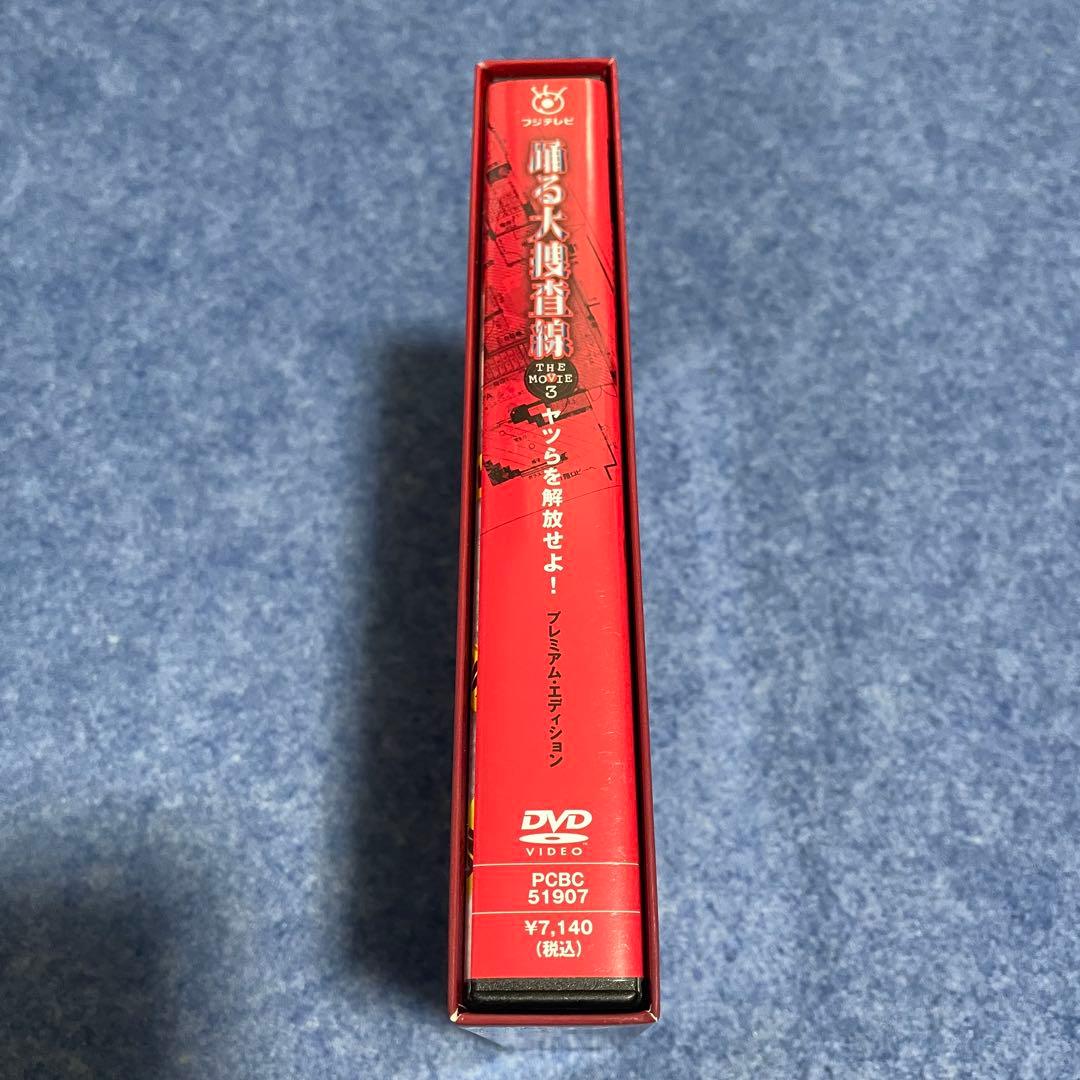 フジテレビ
踊る大捜査線
THE
MOVIE
3
ヤツらを解放せよ！
プレミアム・エディション
DVD
VIDEO
PCBC
51907
¥7,140
(税込)